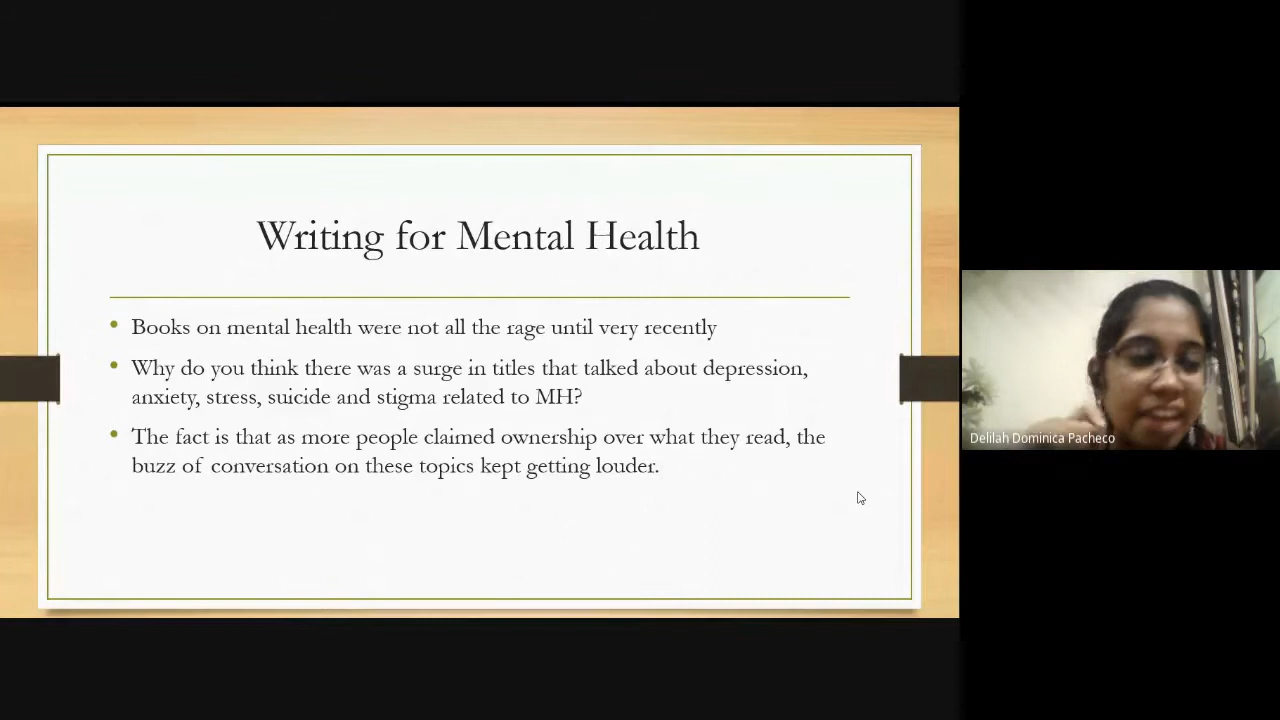 Writing for Mental Health
Books on mental health were not all the rage until very recently
Why do you think there was a surge in titles that talked about depression,
anxiety, stress, suicide and stigma related to MH?
The fact is that as more people claimed ownership over what they read, the
buzz of conversation on these topics kept getting louder.
Delilah Dominica Pacheco